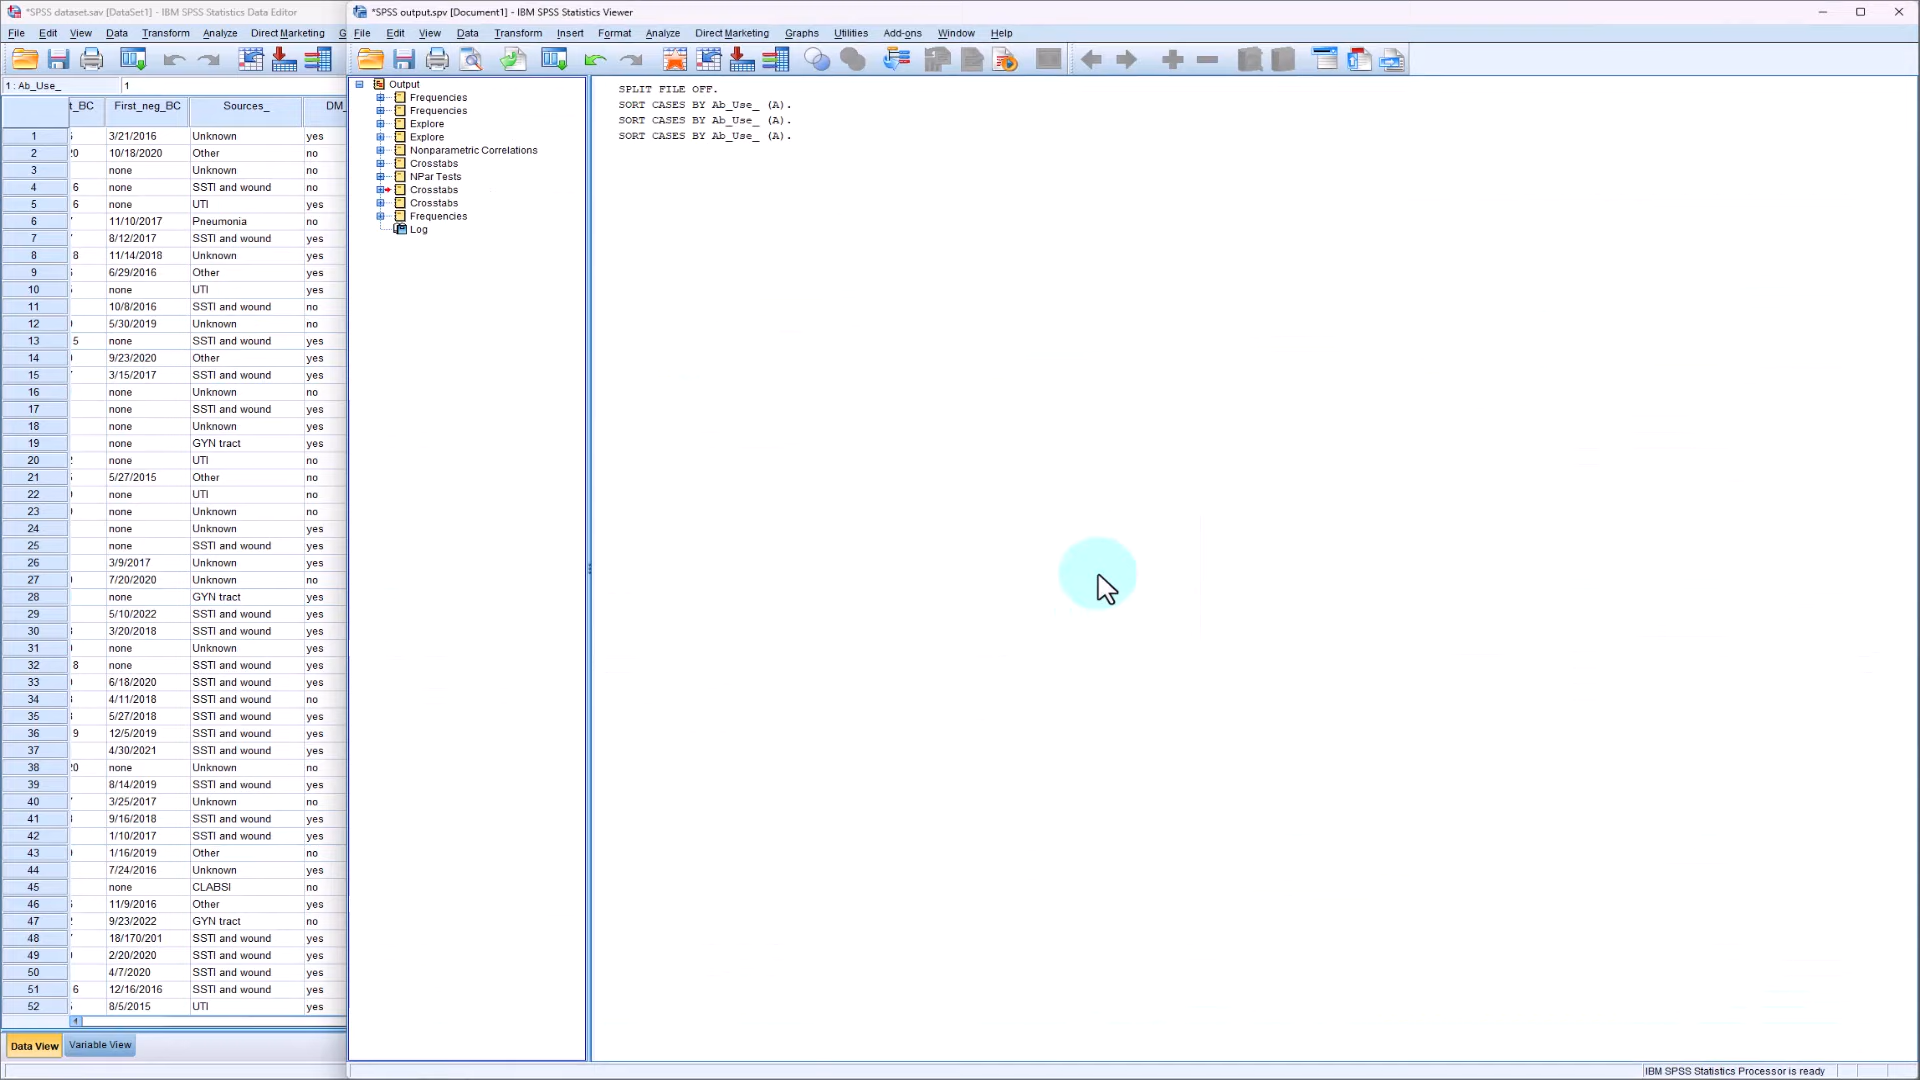 *SPSS dataset.sav [DataSet1] - IBM SPSS Statistics Data Editor
File Edit View Data Transform Analyze Direct Marketing G
1 : Ab_Use_ 1
t_BC First_neg_BC Sources_ DM_
1 3/21/2016 Unknown yes
2 20 10/18/2020 Other no
3 none Unknown no
4 6 none SSTI and wound no
5 6 none UTI yes
6 11/10/2017 Pneumonia no
7 8/12/2017 SSTI and wound yes
8 8 11/14/2018 Unknown yes
9 6/29/2016 Other yes
10 none UTI yes
11 10/8/2016 SSTI and wound no
12 5/30/2019 Unknown no
13 5 none SSTI and wound yes
14 9/23/2020 Other yes
15 3/15/2017 SSTI and wound yes
16 none Unknown no
17 none SSTI and wound yes
18 none Unknown yes
19 none GYN tract yes
20 none UTI no
21 5/27/2015 Other no
22 none UTI no
23 none Unknown no
24 none Unknown yes
25 none SSTI and wound yes
26 3/9/2017 Unknown yes
27 7/20/2020 Unknown no
28 none GYN tract yes
29 5/10/2022 SSTI and wound yes
30 3/20/2018 SSTI and wound yes
31 none Unknown yes
32 8 none SSTI and wound yes
33 6/18/2020 SSTI and wound yes
34 4/11/2018 SSTI and wound no
35 5/27/2018 SSTI and wound yes
36 9 12/5/2019 SSTI and wound yes
37 4/30/2021 SSTI and wound yes
38 20 none Unknown no
39 8/14/2019 SSTI and wound yes
40 3/25/2017 Unknown no
41 9/16/2018 SSTI and wound yes
42 1/10/2017 SSTI and wound yes
43 1/16/2019 Other no
44 7/24/2016 Unknown yes
45 none CLABSI no
46 11/9/2016 Other yes
47 9/23/2022 GYN tract no
48 18/170/201 SSTI and wound yes
49 2/20/2020 SSTI and wound yes
50 4/7/2020 SSTI and wound yes
51 6 12/16/2016 SSTI and wound yes
52 8/5/2015 UTI yes
Data View Variable View
*SPSS output.spv [Document1] - IBM SPSS Statistics Viewer
File Edit View Data Transform Insert Format Analyze Direct Marketing Graphs Utilities Add-ons Window Help
Output
Frequencies
Frequencies
Explore
Explore
Nonparametric Correlations
Crosstabs
NPar Tests
Crosstabs
Crosstabs
Frequencies
Log
SPLIT FILE OFF.
SORT CASES BY Ab_Use_ (A).
SORT CASES BY Ab_Use_ (A).
SORT CASES BY Ab_Use_ (A).
IBM SPSS Statistics Processor is ready